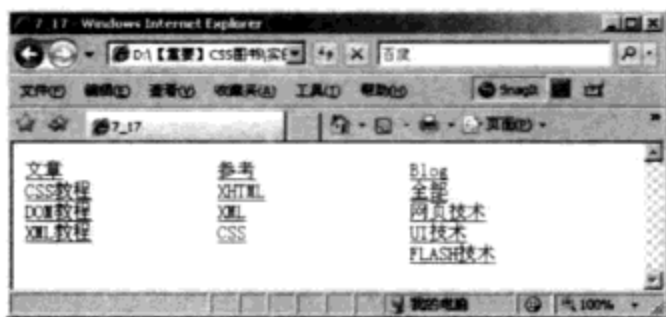 7_17 - Windows Internet Explorer
D:\【重要】CSS图书\实 百度
文件(F) 编辑(E) 查看(V) 收藏夹(A) 工具(T) 帮助(H) SnagIt
7_17 页面(P)
文章 参考 Blog
CSS教程 XHTML 全部
DOM教程 XML 网页技术
XML教程 CSS UI技术
FLASH技术
我的电脑 100%